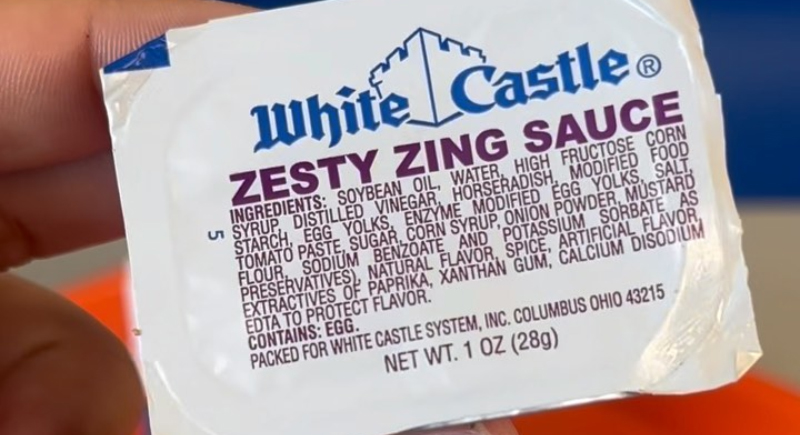 White Castle®
ZESTY ZING SAUCE
INGREDIENTS: SOYBEAN OIL, WATER, HIGH FRUCTOSE CORN
SYRUP, DISTILLED VINEGAR, HORSERADISH, MODIFIED FOOD
STARCH, EGG YOLKS, ENZYME MODIFIED EGG YOLKS, SALT,
TOMATO PASTE, SUGAR, CORN SYRUP, ONION POWDER, MUSTARD
FLOUR, SODIUM BENZOATE AND POTASSIUM SORBATE AS
PRESERVATIVES), NATURAL FLAVOR, SPICE, ARTIFICIAL FLAVOR,
EXTRACTIVES OF PAPRIKA, XANTHAN GUM, CALCIUM DISODIUM
EDTA TO PROTECT FLAVOR.
CONTAINS: EGG.
PACKED FOR WHITE CASTLE SYSTEM, INC. COLUMBUS OHIO 43215
NET WT. 1 OZ (28g)
5